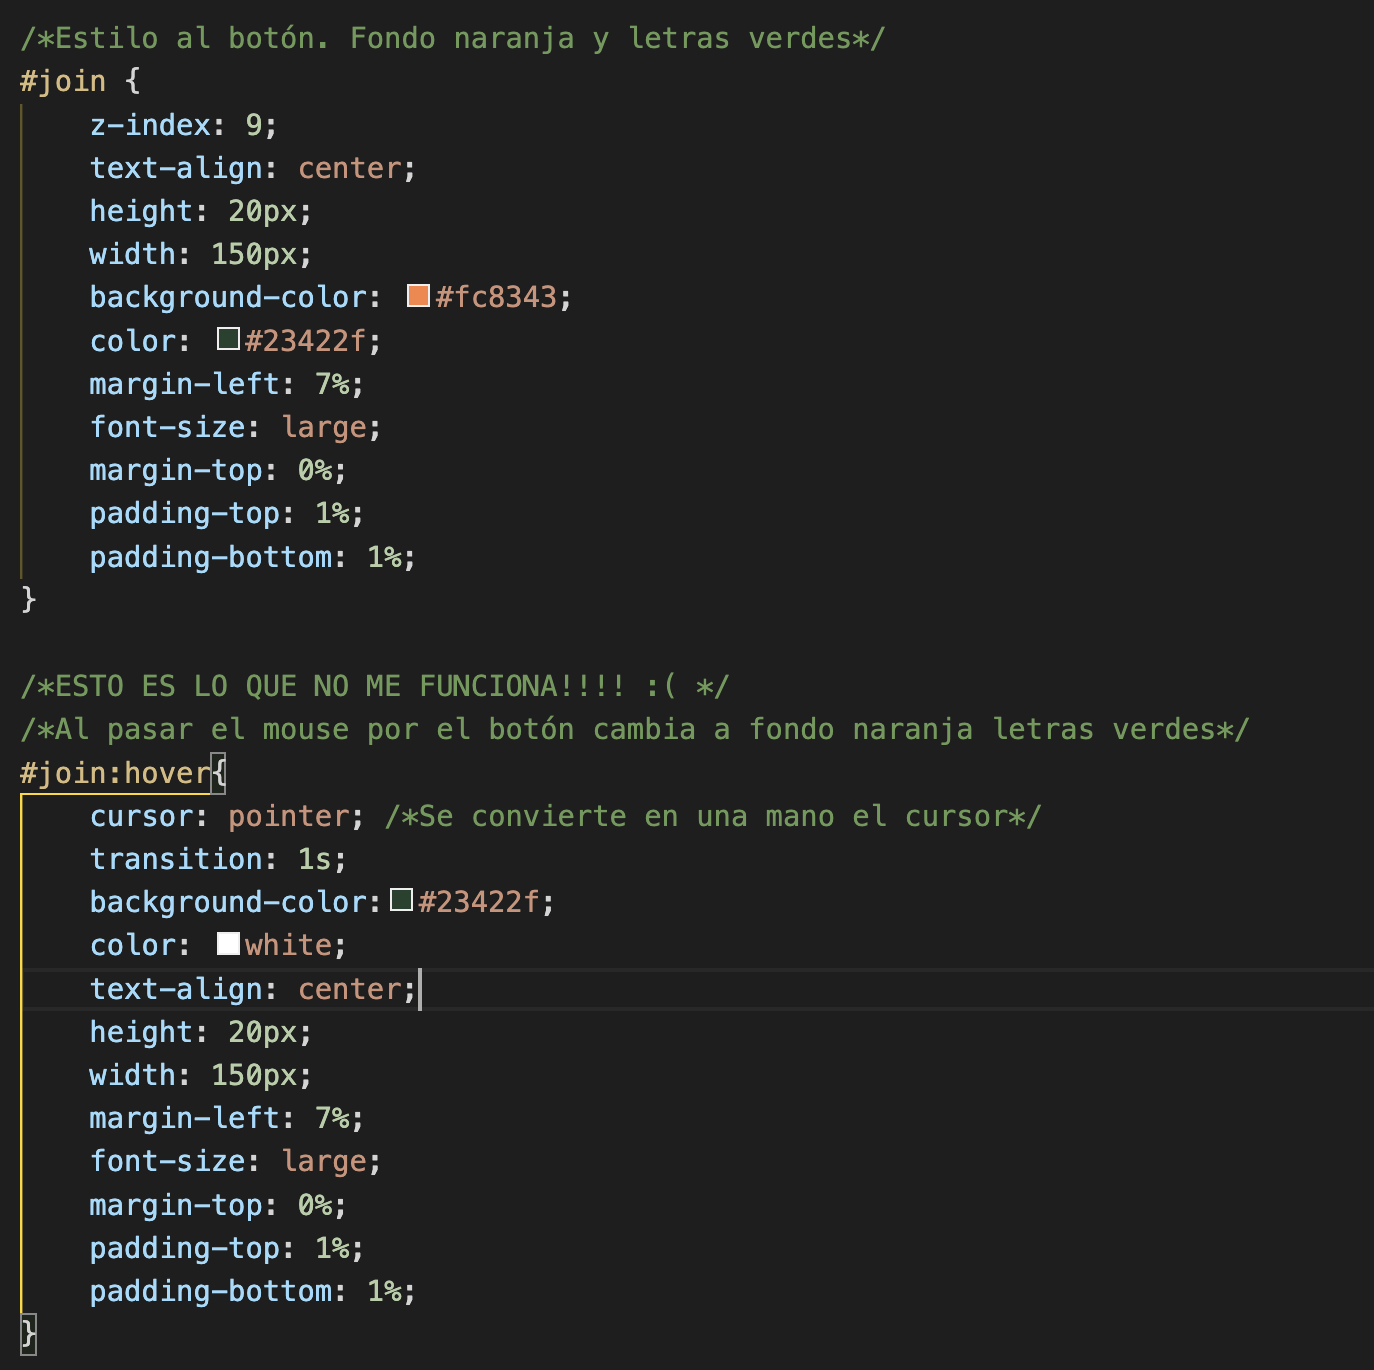 /*Estilo al botón. Fondo naranja y letras verdes*/
#join {
    z-index: 9;
    text-align: center;
    height: 20px;
    width: 150px;
    background-color: #fc8343;
    color: #23422f;
    margin-left: 7%;
    font-size: large;
    margin-top: 0%;
    padding-top: 1%;
    padding-bottom: 1%;
}

/*ESTO ES LO QUE NO ME FUNCIONA!!!! :( */
/*Al pasar el mouse por el botón cambia a fondo naranja letras verdes*/
#join:hover{
    cursor: pointer; /*Se convierte en una mano el cursor*/
    transition: 1s;
    background-color:#23422f;
    color: white;
    text-align: center;
    height: 20px;
    width: 150px;
    margin-left: 7%;
    font-size: large;
    margin-top: 0%;
    padding-top: 1%;
    padding-bottom: 1%;
}